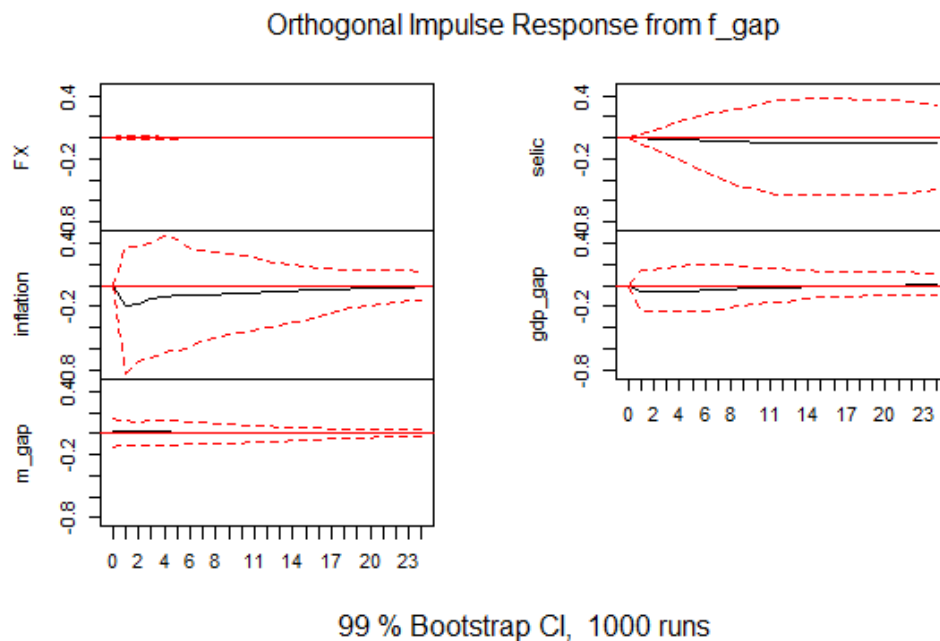 Orthogonal Impulse Response from f_gap
FX
0.4
-0.2
-0.8
inflation
0.4
-0.2
-0.8
m_gap
0.4
-0.2
-0.8
0 2 4 6 8 11 14 17 20 23
selic
0.4
-0.2
-0.8
gdp_gap
0.4
-0.2
-0.8
0 2 4 6 8 11 14 17 20 23
99 % Bootstrap CI, 1000 runs